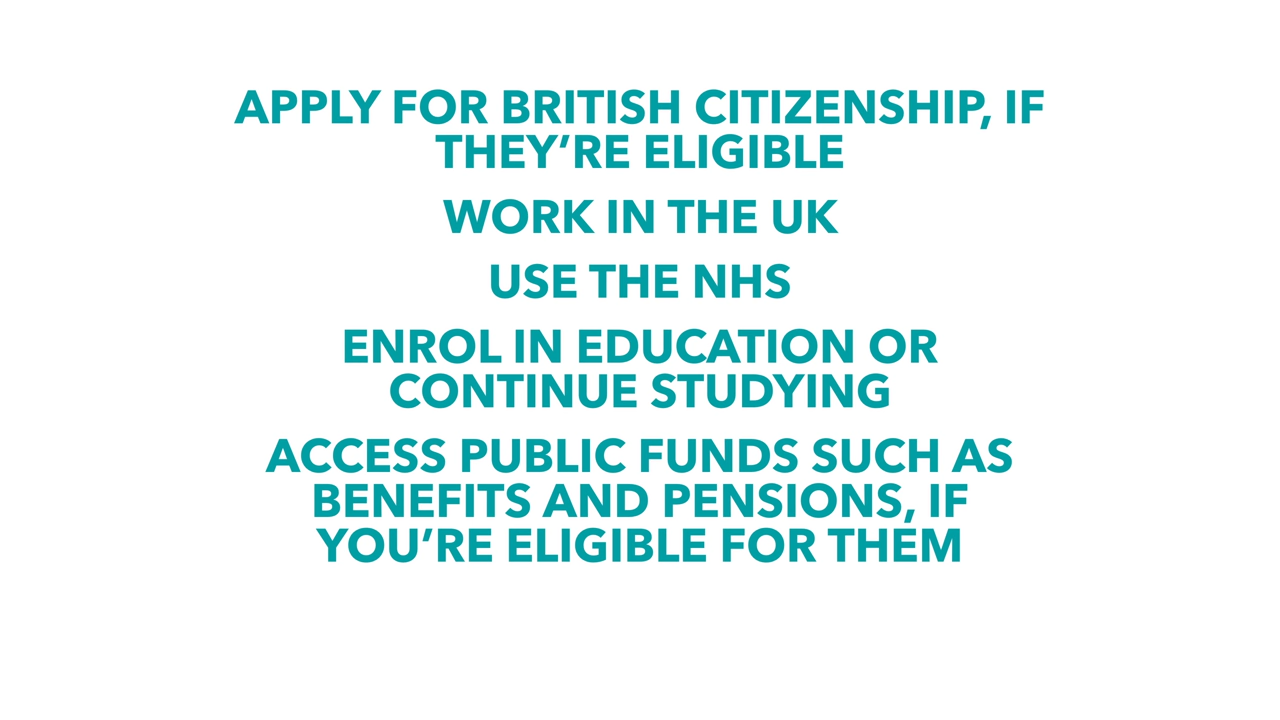 APPLY FOR BRITISH CITIZENSHIP, IF
THEY’RE ELIGIBLE
WORK IN THE UK
USE THE NHS
ENROL IN EDUCATION OR
CONTINUE STUDYING
ACCESS PUBLIC FUNDS SUCH AS
BENEFITS AND PENSIONS, IF
YOU’RE ELIGIBLE FOR THEM